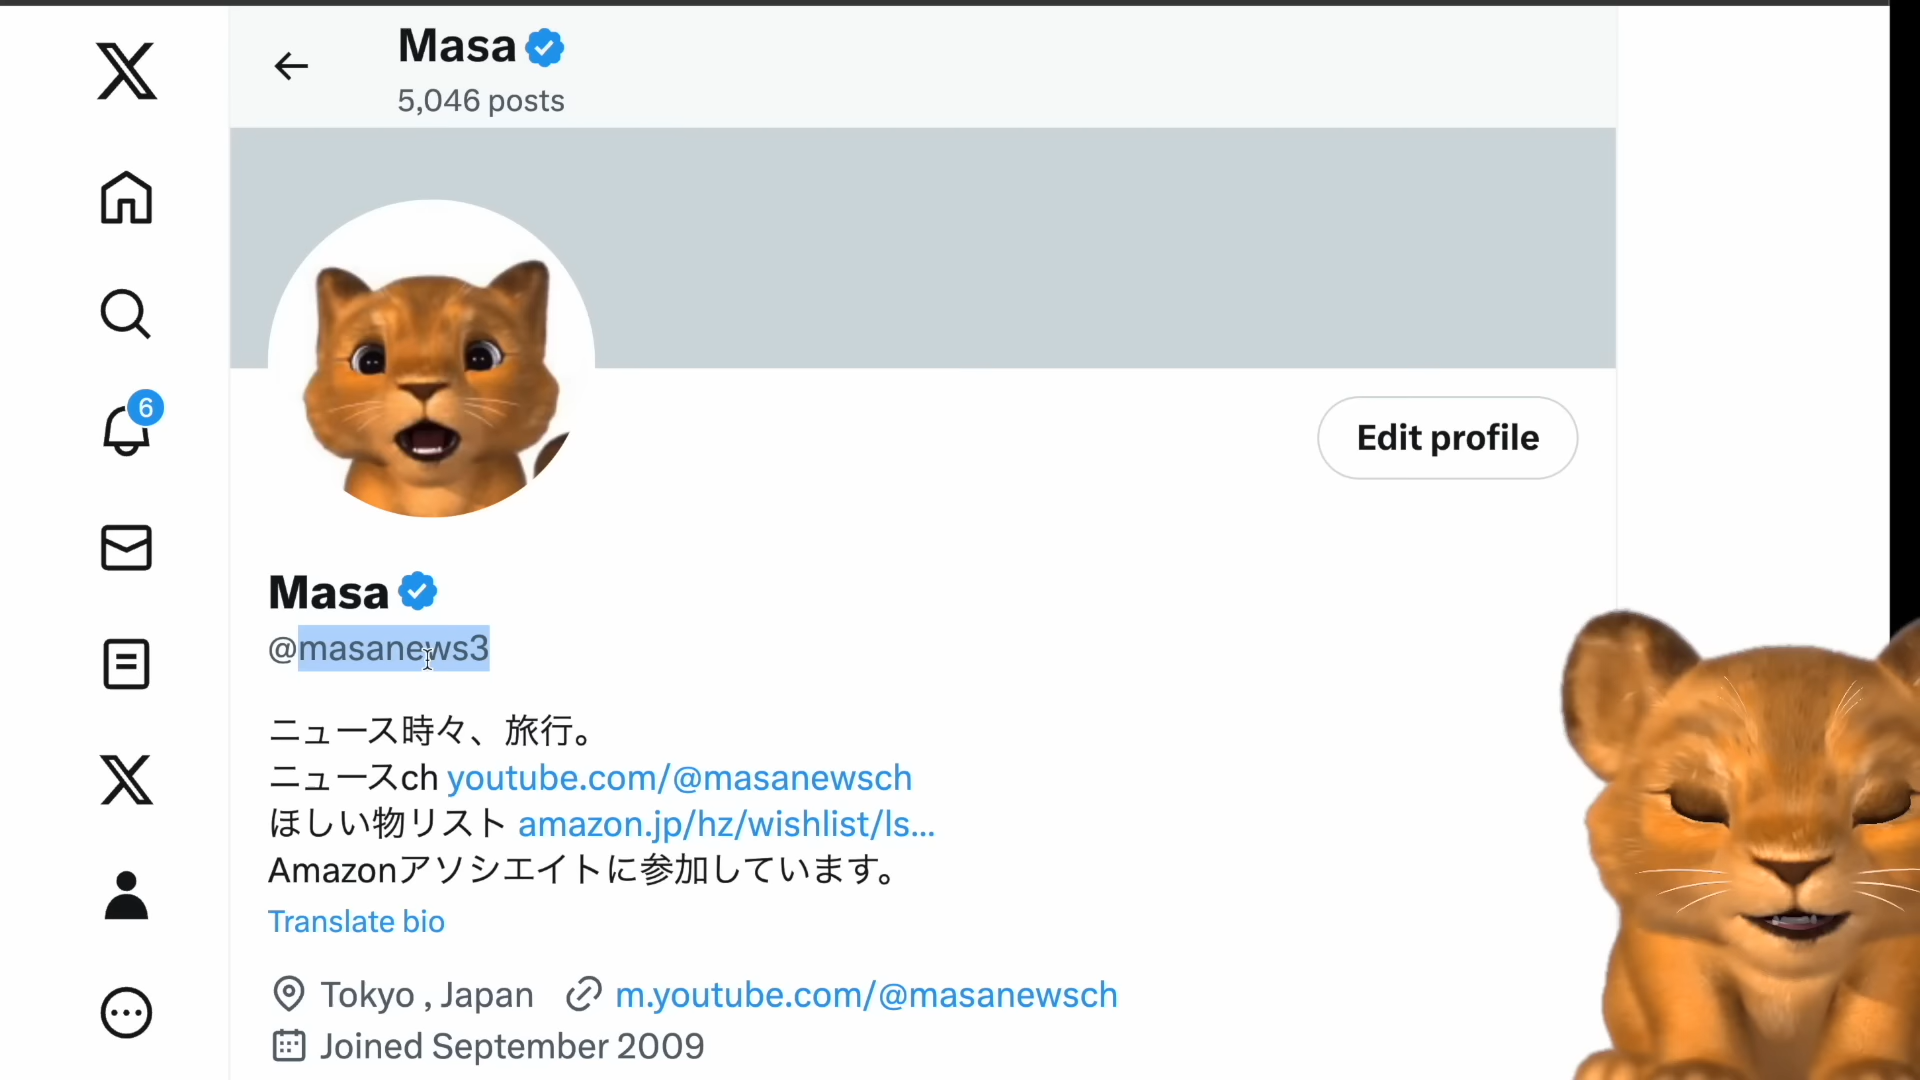 Masa
5,046 posts
6
Edit profile
Masa
@masanews3
ニュース時々、旅行。
ニュースch youtube.com/@masanewsch
ほしい物リスト amazon.jp/hz/wishlist/ls…
Amazonアソシエイトに参加しています。
Translate bio
Tokyo , Japan m.youtube.com/@masanewsch
Joined September 2009